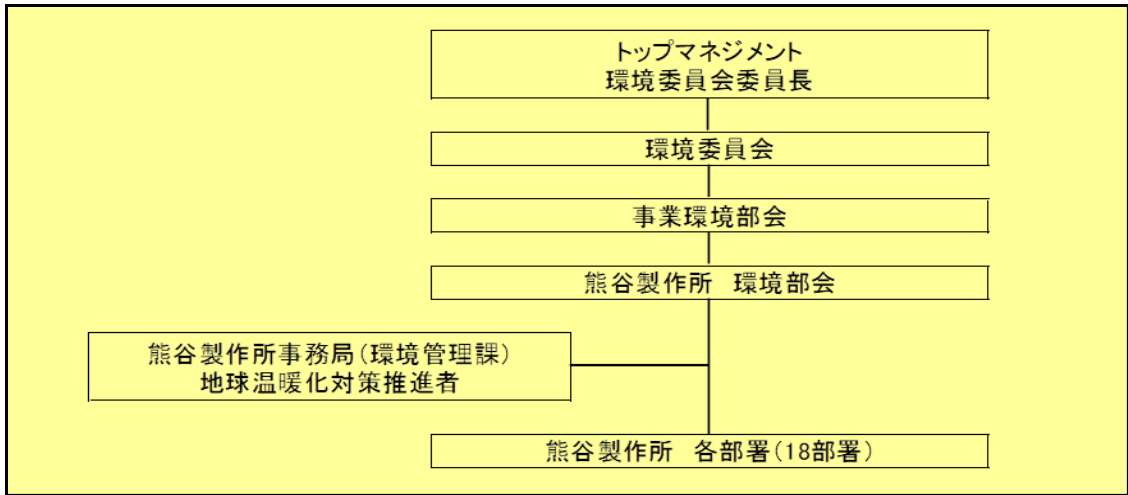 トップマネジメント
環境委員会委員長
環境委員会
事業環境部会
熊谷製作所　環境部会
熊谷製作所事務局(環境管理課)
地球温暖化対策推進者
熊谷製作所　各部署(18部署)